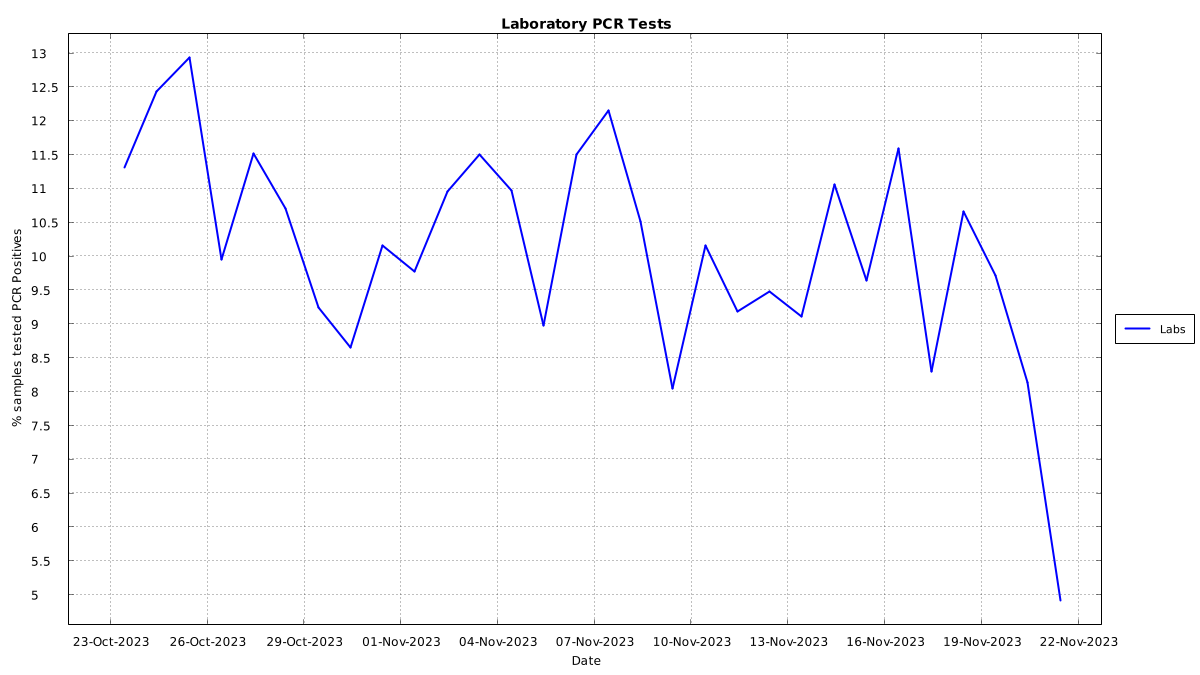 Laboratory PCR Tests
% samples tested PCR Positives
13
12.5
12
11.5
11
10.5
10
9.5
9
8.5
8
7.5
7
6.5
6
5.5
5
23-Oct-2023
26-Oct-2023
29-Oct-2023
01-Nov-2023
04-Nov-2023
07-Nov-2023
10-Nov-2023
13-Nov-2023
16-Nov-2023
19-Nov-2023
22-Nov-2023
Date
Labs